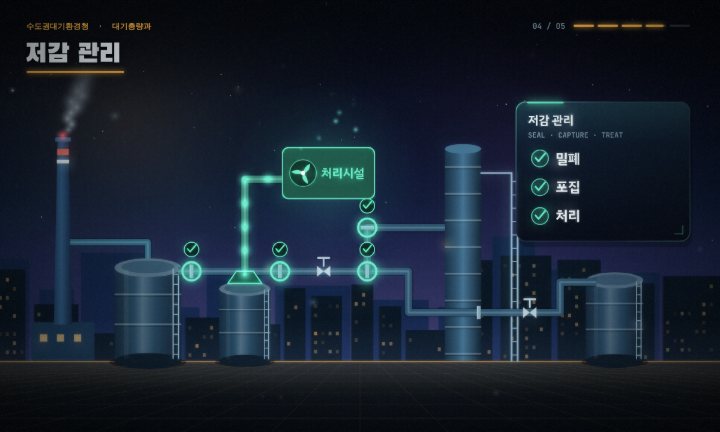 수도권대기환경청 · 대기총량과
04 / 05
저감 관리
처리시설
저감 관리
SEAL · CAPTURE · TREAT
밀폐
포집
처리